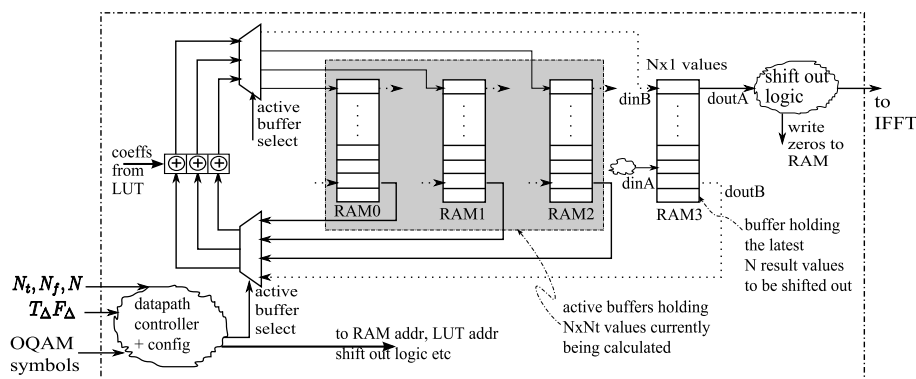 Nx1 values
shift out
logic
dinB
doutA
to
IFFT
active
buffer
select
write
zeros to
RAM
coeffs
from
LUT
dinA
doutB
RAM0
RAM1
RAM2
RAM3
buffer holding
the latest
N result values
to be shifted out
N_t, N_f, N
T_Δ F_Δ
OQAM
symbols
datapath
controller
+ config
active
buffer
select
active buffers holding
NxNt values currently
being calculated
to RAM addr, LUT addr
shift out logic etc